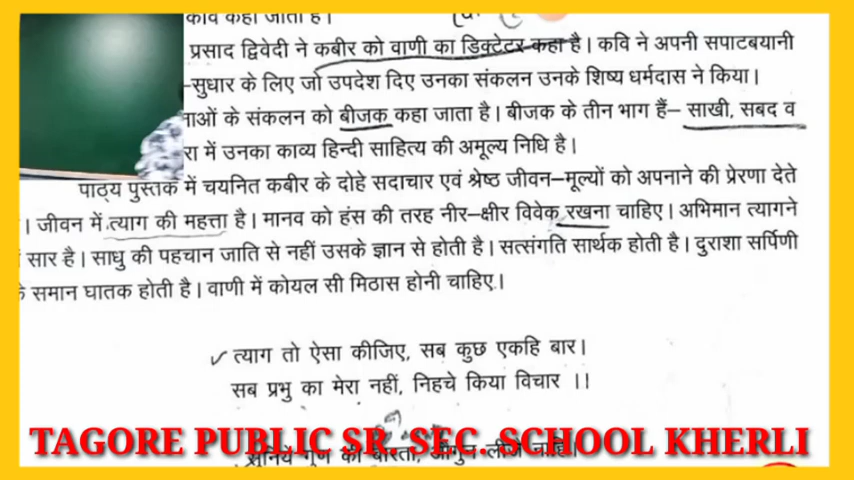 कवि कहा जाता है।
प्रसाद द्विवेदी ने कबीर को वाणी का डिक्टेटर कहा है। कवि ने अपनी सपाटबयानी
-सुधार के लिए जो उपदेश दिए उनका संकलन उनके शिष्य धर्मदास ने किया।
नाओं के संकलन को बीजक कहा जाता है। बीजक के तीन भाग हैं– साखी, सबद व
रा में उनका काव्य हिन्दी साहित्य की अमूल्य निधि है।
पाठ्य पुस्तक में चयनित कबीर के दोहे सदाचार एवं श्रेष्ठ जीवन–मूल्यों को अपनाने की प्रेरणा देते
। जीवन में त्याग की महत्ता है। मानव को हंस की तरह नीर–क्षीर विवेक रखना चाहिए। अभिमान त्यागने
सार है। साधु की पहचान जाति से नहीं उसके ज्ञान से होती है। सत्संगति सार्थक होती है। दुराशा सर्पिणी
के समान घातक होती है। वाणी में कोयल सी मिठास होनी चाहिए।
त्याग तो ऐसा कीजिए, सब कुछ एकहि बार।
सब प्रभु का मेरा नहीं, निहचे किया विचार ।।
सुनिये गुण की बारता, औगुन लीजै नाहिं।
TAGORE PUBLIC SR. SEC. SCHOOL KHERLI